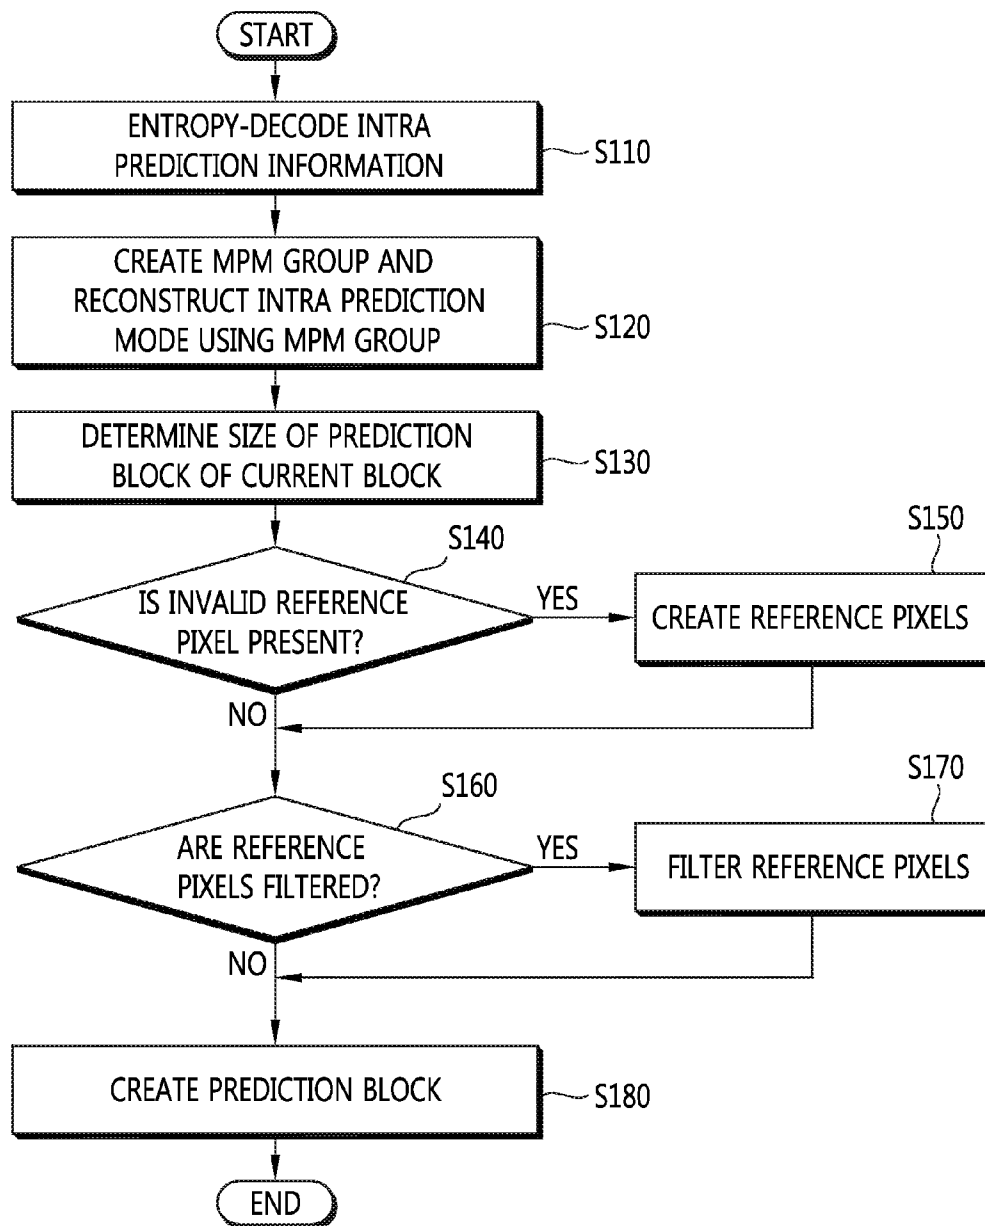 START
ENTROPY-DECODE INTRA
PREDICTION INFORMATION
S110
CREATE MPM GROUP AND
RECONSTRUCT INTRA PREDICTION
MODE USING MPM GROUP
S120
DETERMINE SIZE OF PREDICTION
BLOCK OF CURRENT BLOCK
S130
S140
IS INVALID REFERENCE
PIXEL PRESENT?
YES
S150
CREATE REFERENCE PIXELS
NO
S160
ARE REFERENCE
PIXELS FILTERED?
YES
S170
FILTER REFERENCE PIXELS
NO
CREATE PREDICTION BLOCK
S180
END